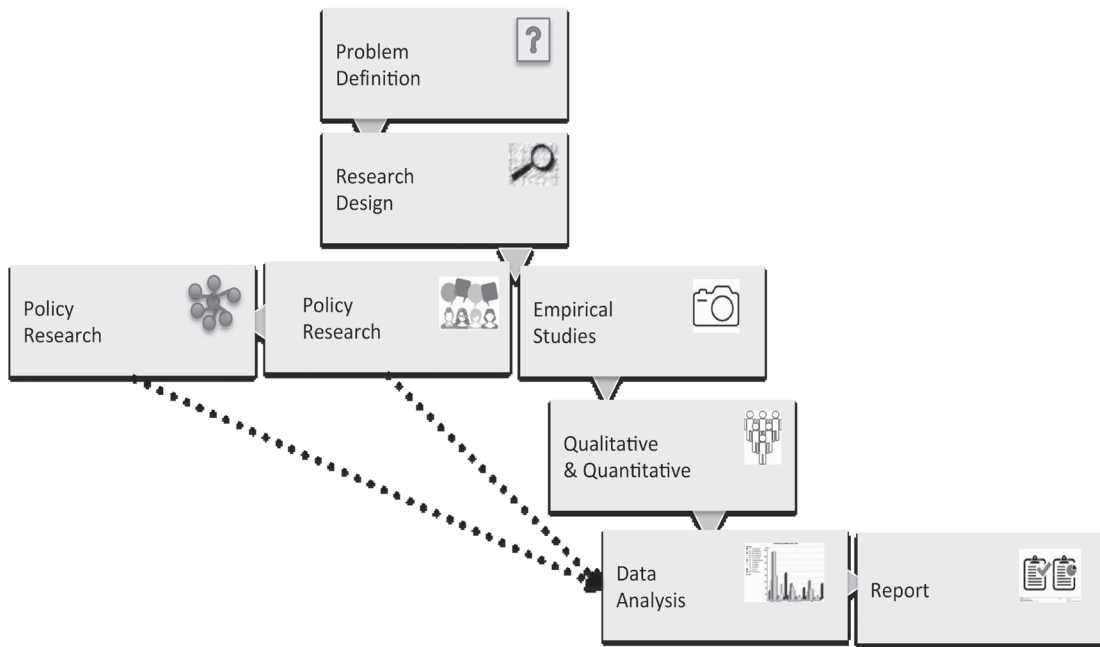 Problem
Definition
?
Research
Design
Policy
Research
Policy
Research
Empirical
Studies
Qualitative
& Quantitative
Data
Analysis
Report